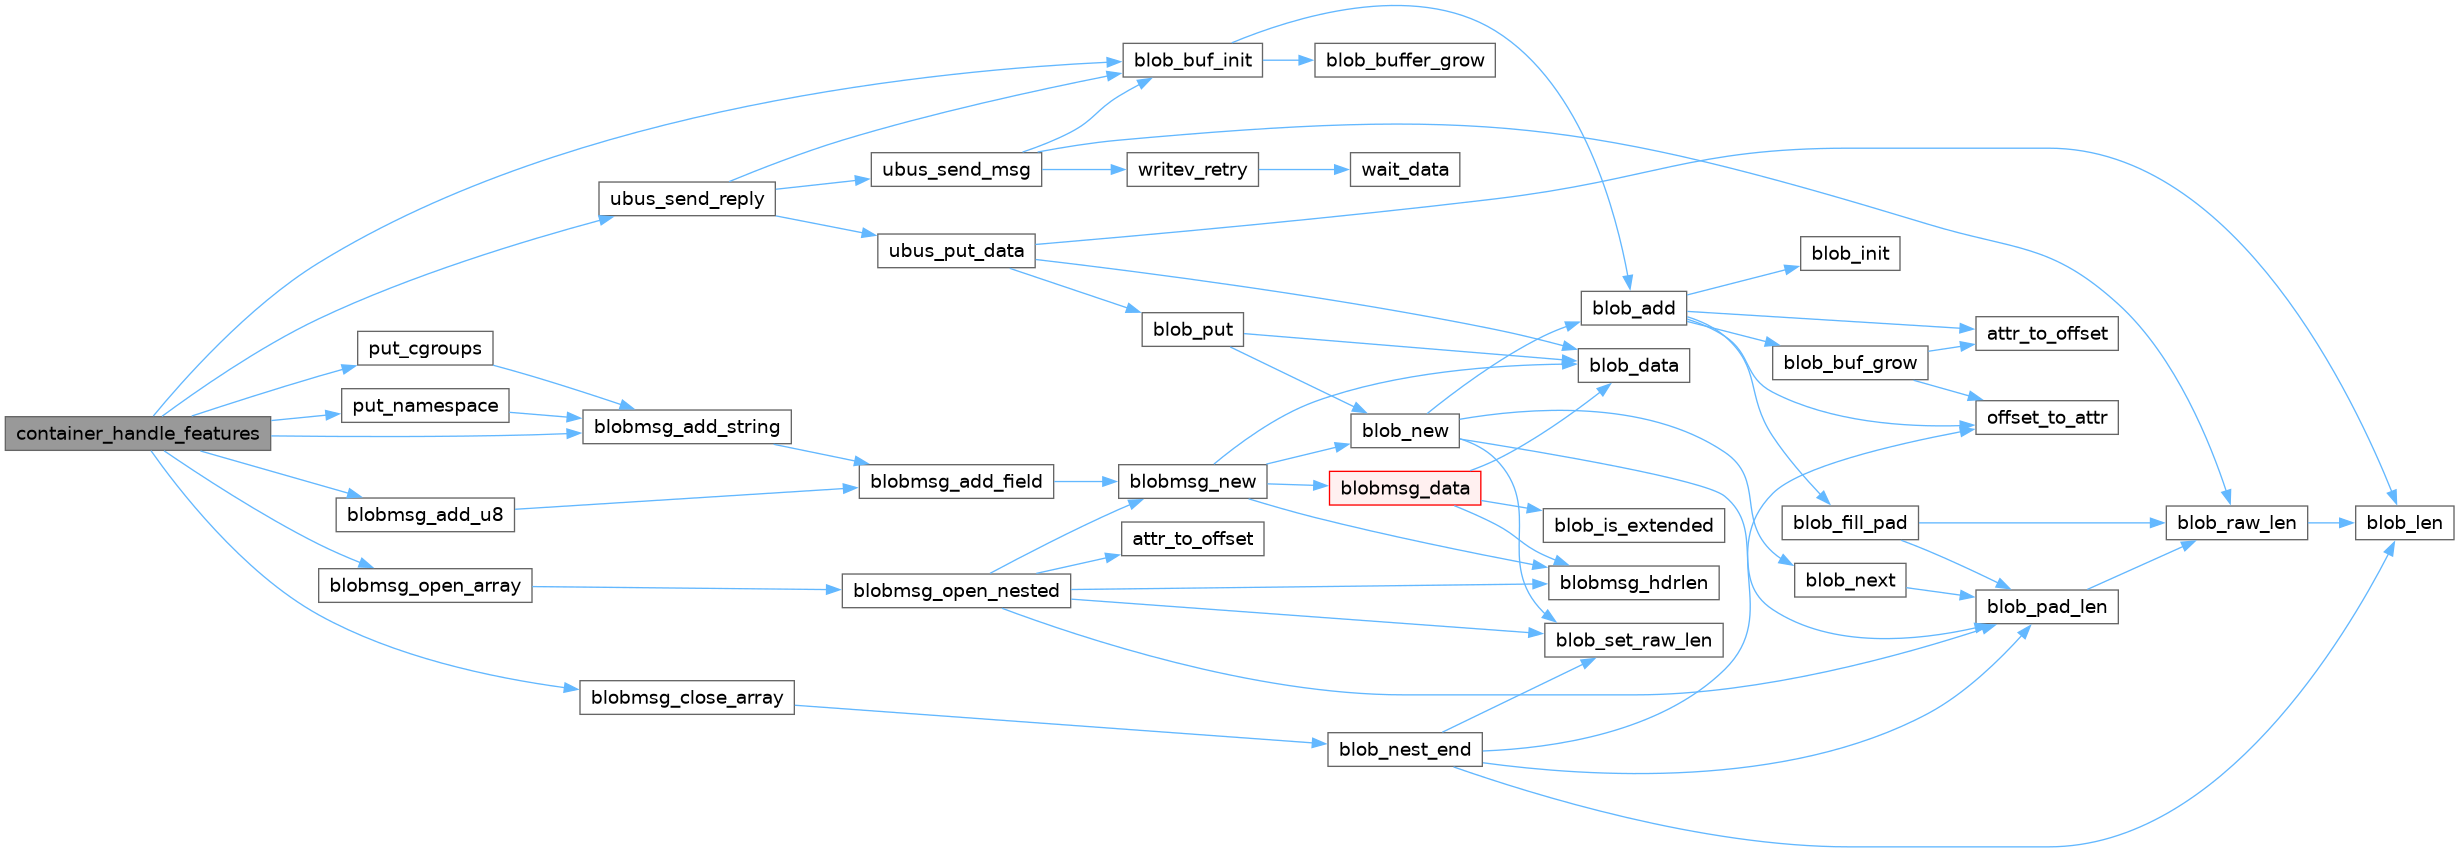 container_handle_features
blob_buf_init
blob_buffer_grow
ubus_send_msg
writev_retry
wait_data
ubus_send_reply
ubus_put_data
blob_put
blob_add
blob_init
attr_to_offset
blob_buf_grow
offset_to_attr
put_cgroups
put_namespace
blobmsg_add_string
blob_data
blob_new
blobmsg_add_field
blobmsg_new
blobmsg_data
blobmsg_add_u8
blob_is_extended
blob_fill_pad
blob_raw_len
blob_len
attr_to_offset
blobmsg_open_array
blobmsg_open_nested
blobmsg_hdrlen
blob_next
blob_pad_len
blob_set_raw_len
blobmsg_close_array
blob_nest_end